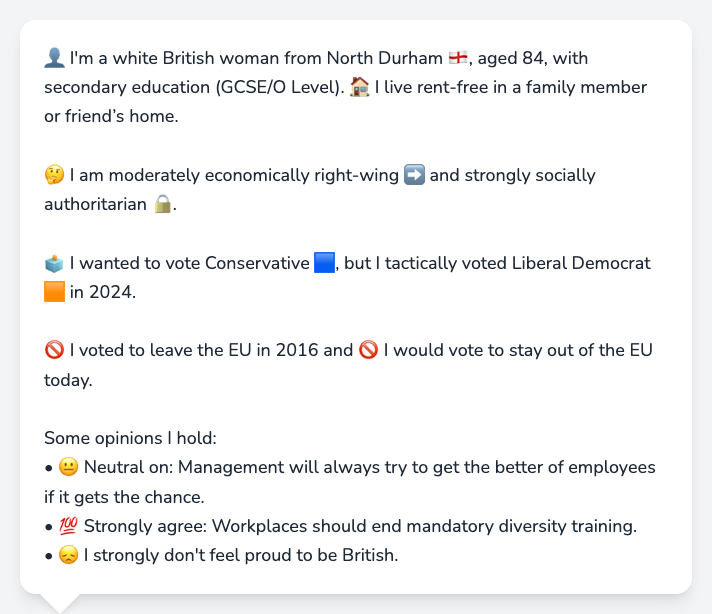 👤 I'm a white British woman from North Durham 🏴󠁧󠁢󠁥󠁮󠁧󠁿, aged 84, with
secondary education (GCSE/O Level). 🏠 I live rent-free in a family member
or friend’s home.
🤔 I am moderately economically right-wing ➡️ and strongly socially
authoritarian 🔒.
🗳️ I wanted to vote Conservative 🟦, but I tactically voted Liberal Democrat
🟧 in 2024.
🚫 I voted to leave the EU in 2016 and 🚫 I would vote to stay out of the EU
today.
Some opinions I hold:
• 😐 Neutral on: Management will always try to get the better of employees
if it gets the chance.
• 💯 Strongly agree: Workplaces should end mandatory diversity training.
• 😞 I strongly don't feel proud to be British.